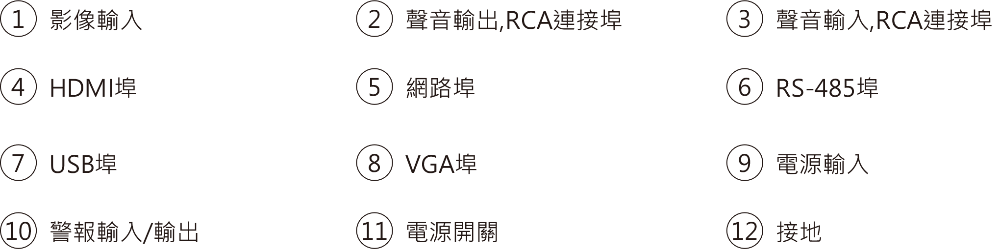 ① 影像輸入 ② 聲音輸出,RCA連接埠 ③ 聲音輸入,RCA連接埠
④ HDMI埠 ⑤ 網路埠 ⑥ RS-485埠
⑦ USB埠 ⑧ VGA埠 ⑨ 電源輸入
⑩ 警報輸入/輸出 ⑪ 電源開關 ⑫ 接地